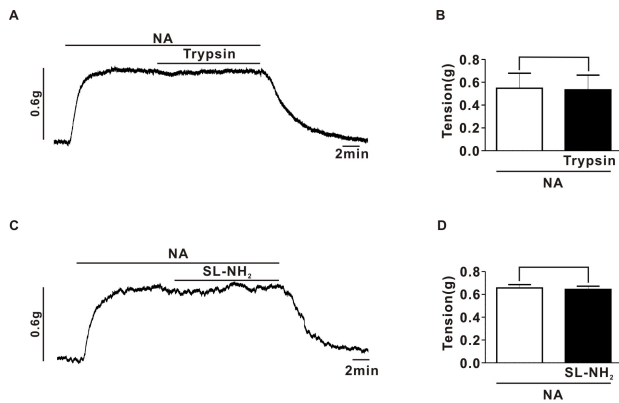 A
NA
Trypsin
0.6g
2min
B
Tension(g)
0.8
0.6
0.4
0.2
0.0
Trypsin
NA
C
NA
SL-NH₂
0.6g
2min
D
Tension(g)
0.8
0.6
0.4
0.2
0.0
SL-NH₂
NA